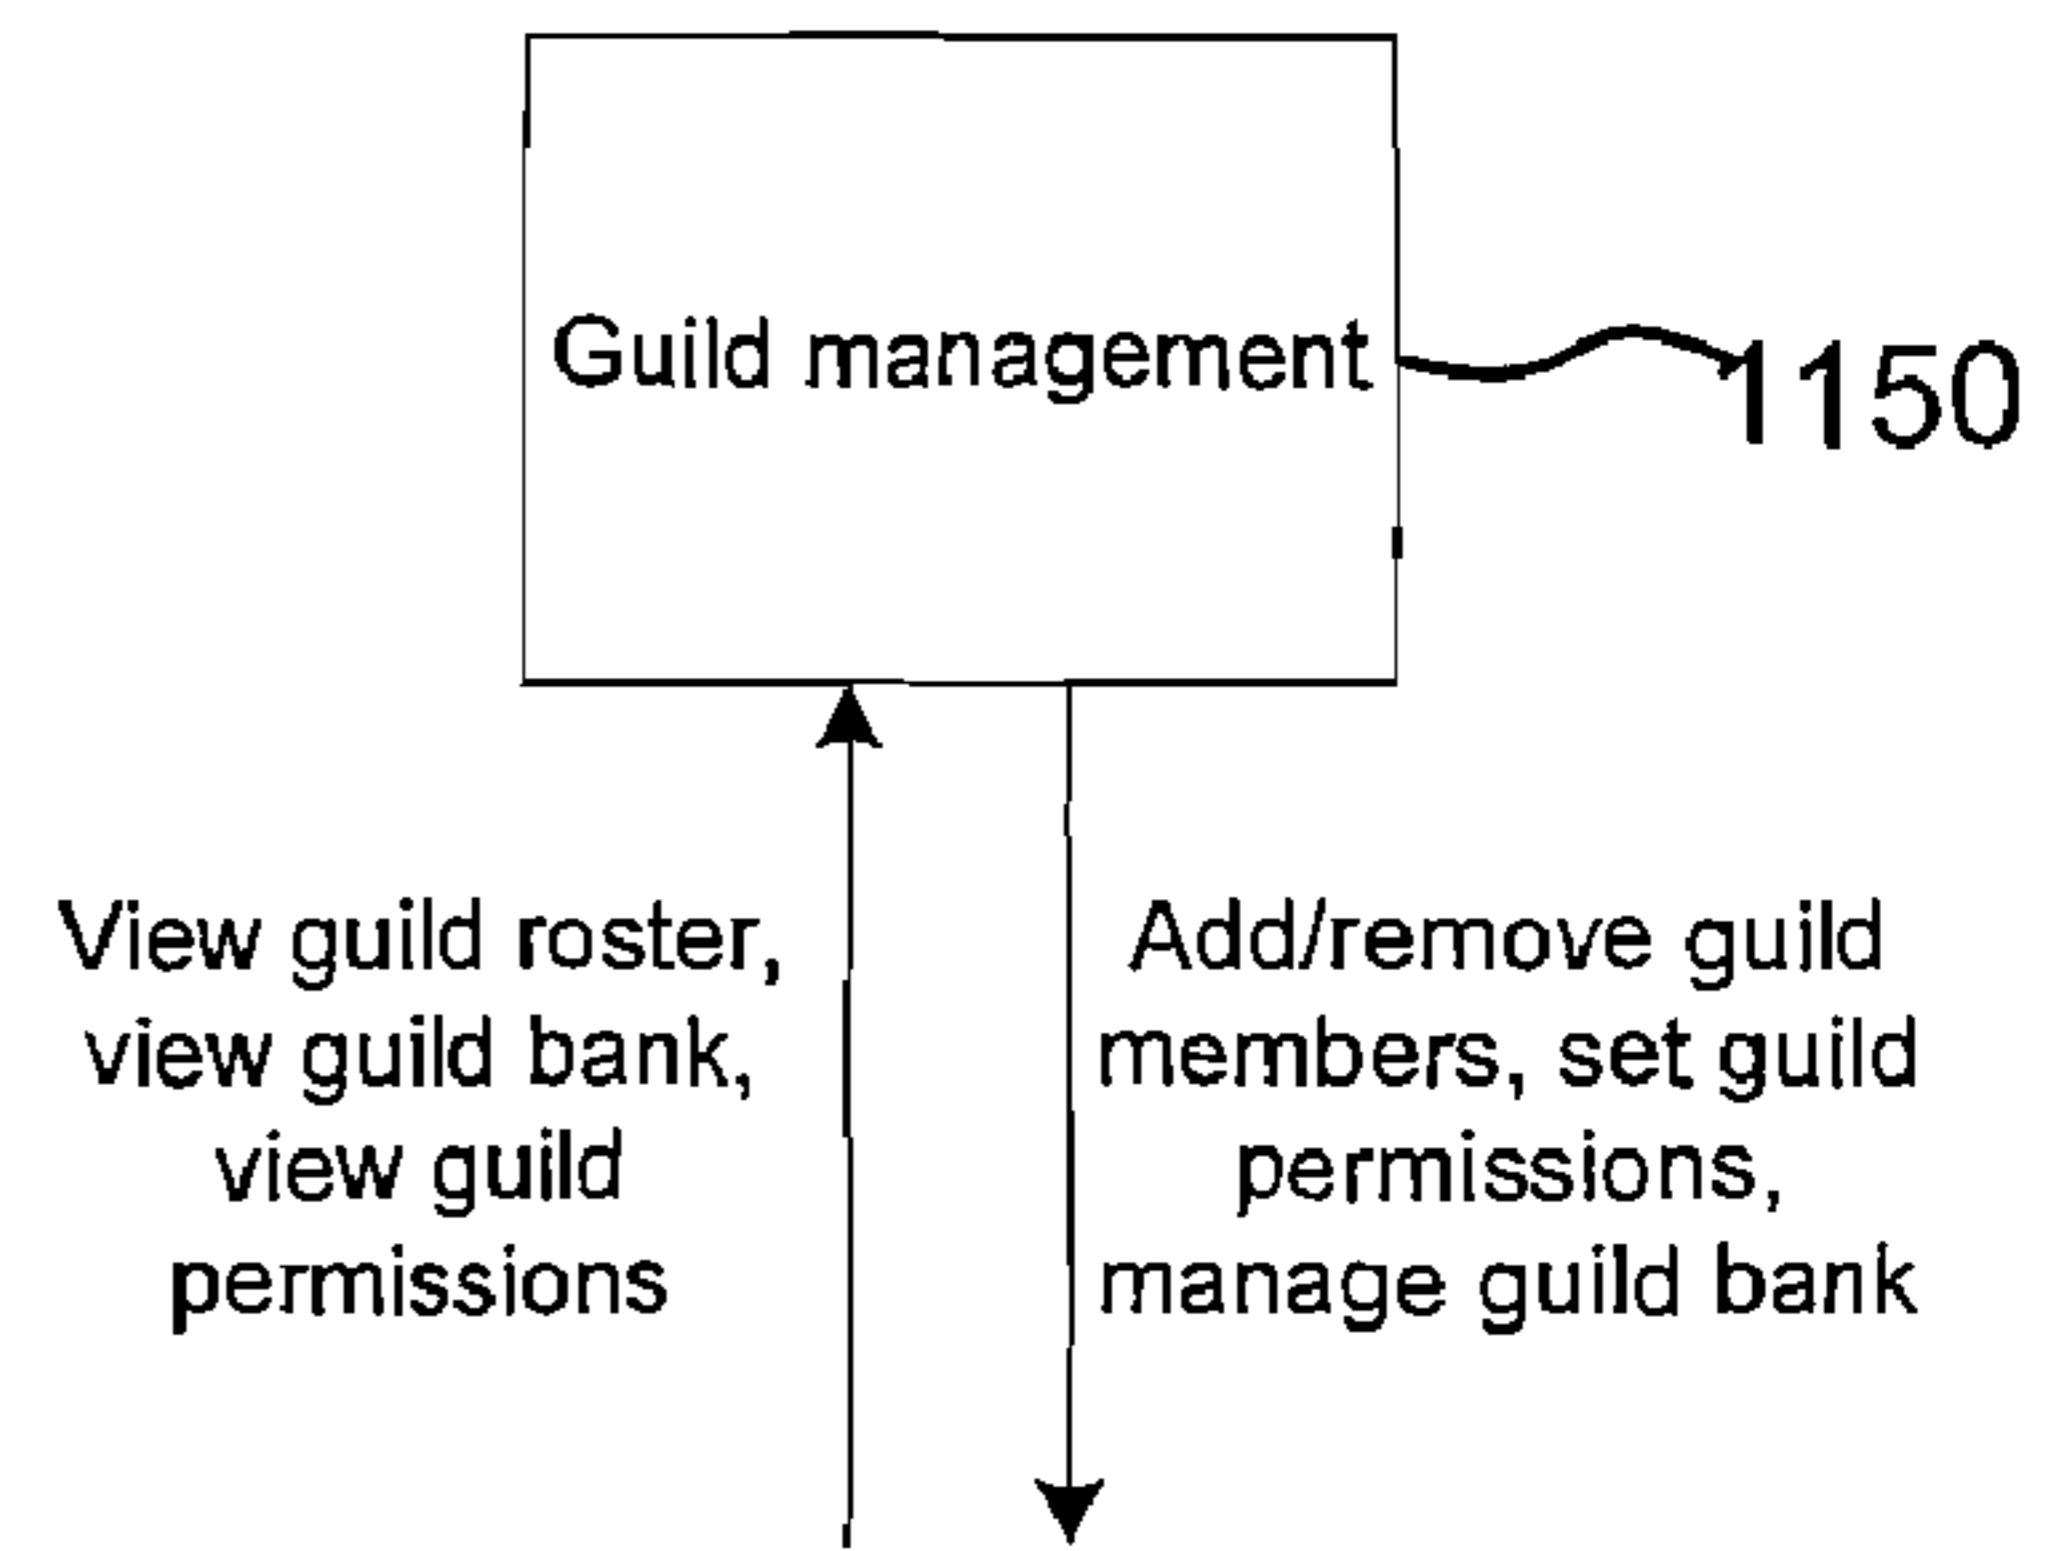 Guild management
1150
View guild roster,
view guild bank,
view guild
permissions
Add/remove guild
members, set guild
permissions,
manage guild bank